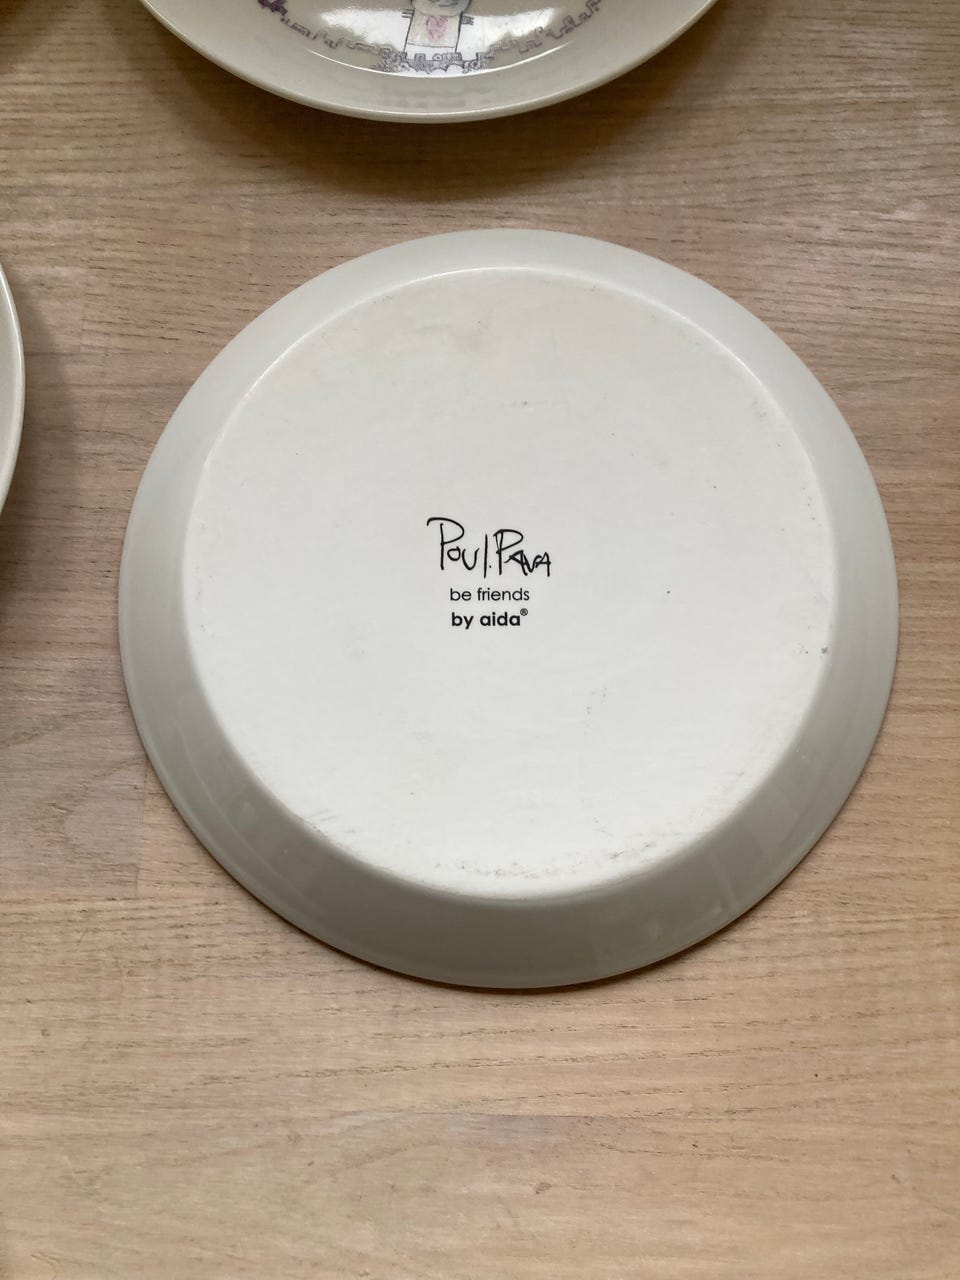 Poul.Pava
be friends
by aida®